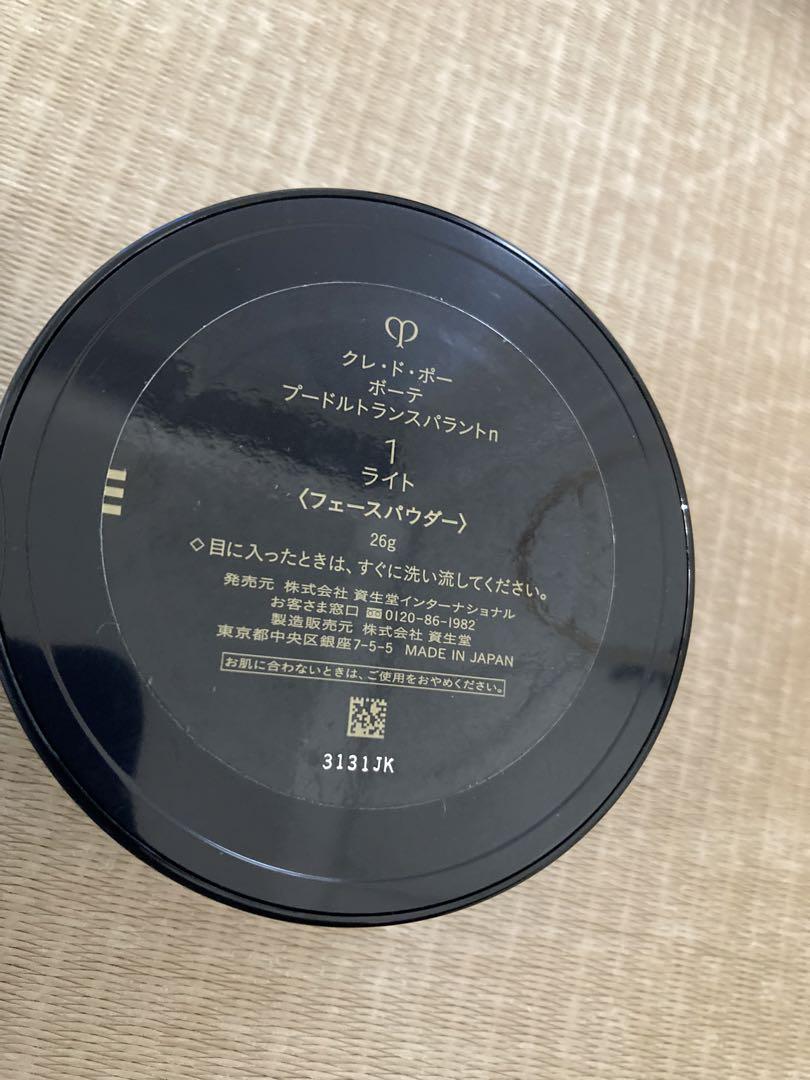 クレ・ド・ポー
ボーテ
プードルトランスパラントn
1
ライト
〈フェースパウダー〉
26g
◇目に入ったときは、すぐに洗い流してください。
発売元 株式会社 資生堂インターナショナル
お客さま窓口 0120-86-1982
製造販売元 株式会社 資生堂
東京都中央区銀座7-5-5 MADE IN JAPAN
お肌に合わないときは、ご使用をおやめください。
3131JK